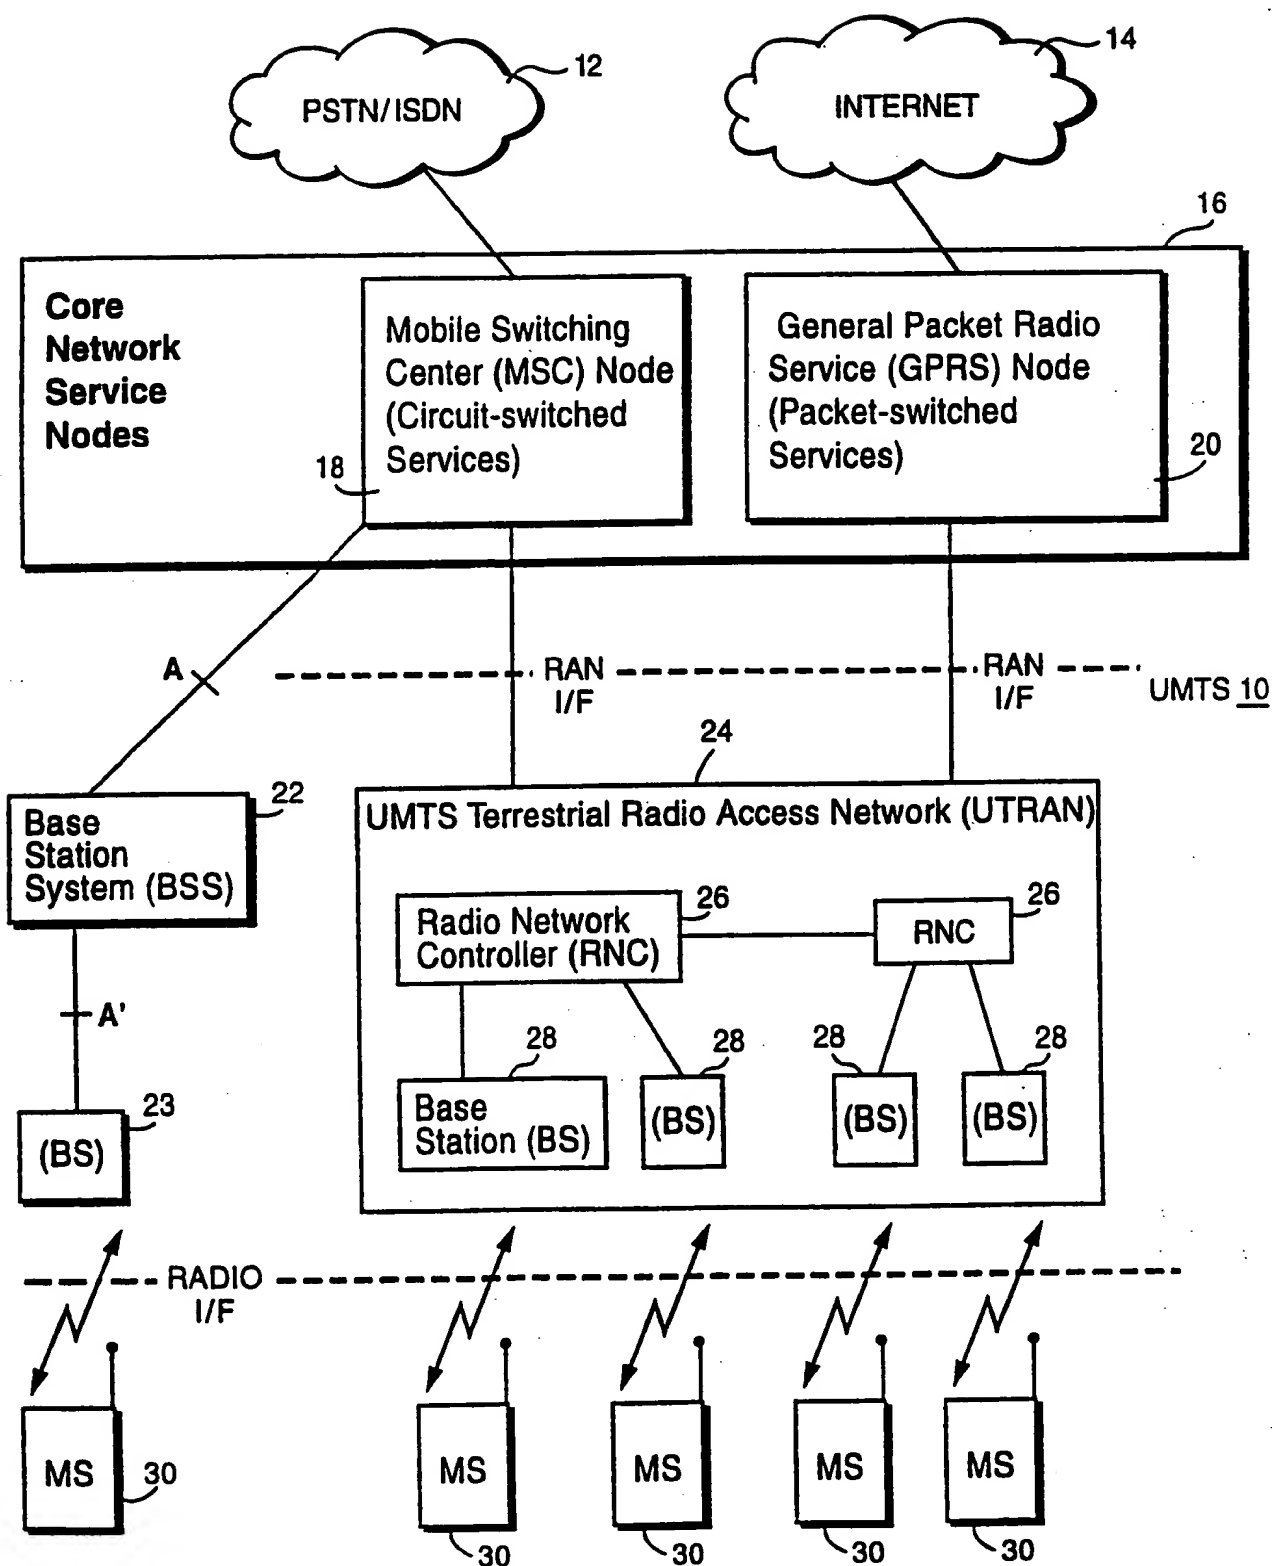 12
14
PSTN/ISDN
INTERNET
16
Core
Network
Service
Nodes
Mobile Switching
Center (MSC) Node
(Circuit-switched
Services)
18
General Packet Radio
Service (GPRS) Node
(Packet-switched
Services)
20
A
RAN
I/F
RAN
I/F
UMTS 10
24
22
Base
Station
System (BSS)
UMTS Terrestrial Radio Access Network (UTRAN)
26
Radio Network
Controller (RNC)
26
RNC
A'
28
28
28
28
23
(BS)
Base
Station (BS)
(BS)
(BS)
(BS)
RADIO
I/F
MS
30
MS
30
MS
30
MS
30
MS
30